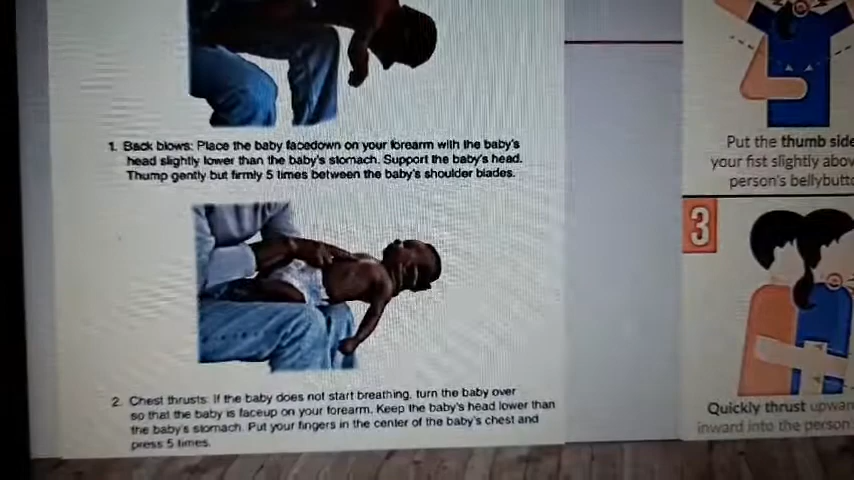 1. Back blows: Place the baby facedown on your forearm with the baby's
head slightly lower than the baby's stomach. Support the baby's head.
Thump gently but firmly 5 times between the baby's shoulder blades.
2. Chest thrusts: If the baby does not start breathing, turn the baby over
so that the baby is faceup on your forearm. Keep the baby's head lower than
the baby's stomach. Put your fingers in the center of the baby's chest and
press 5 times.
Put the thumb side
your fist slightly abov
person's bellybutto
3
Quickly thrust upward
inward into the person